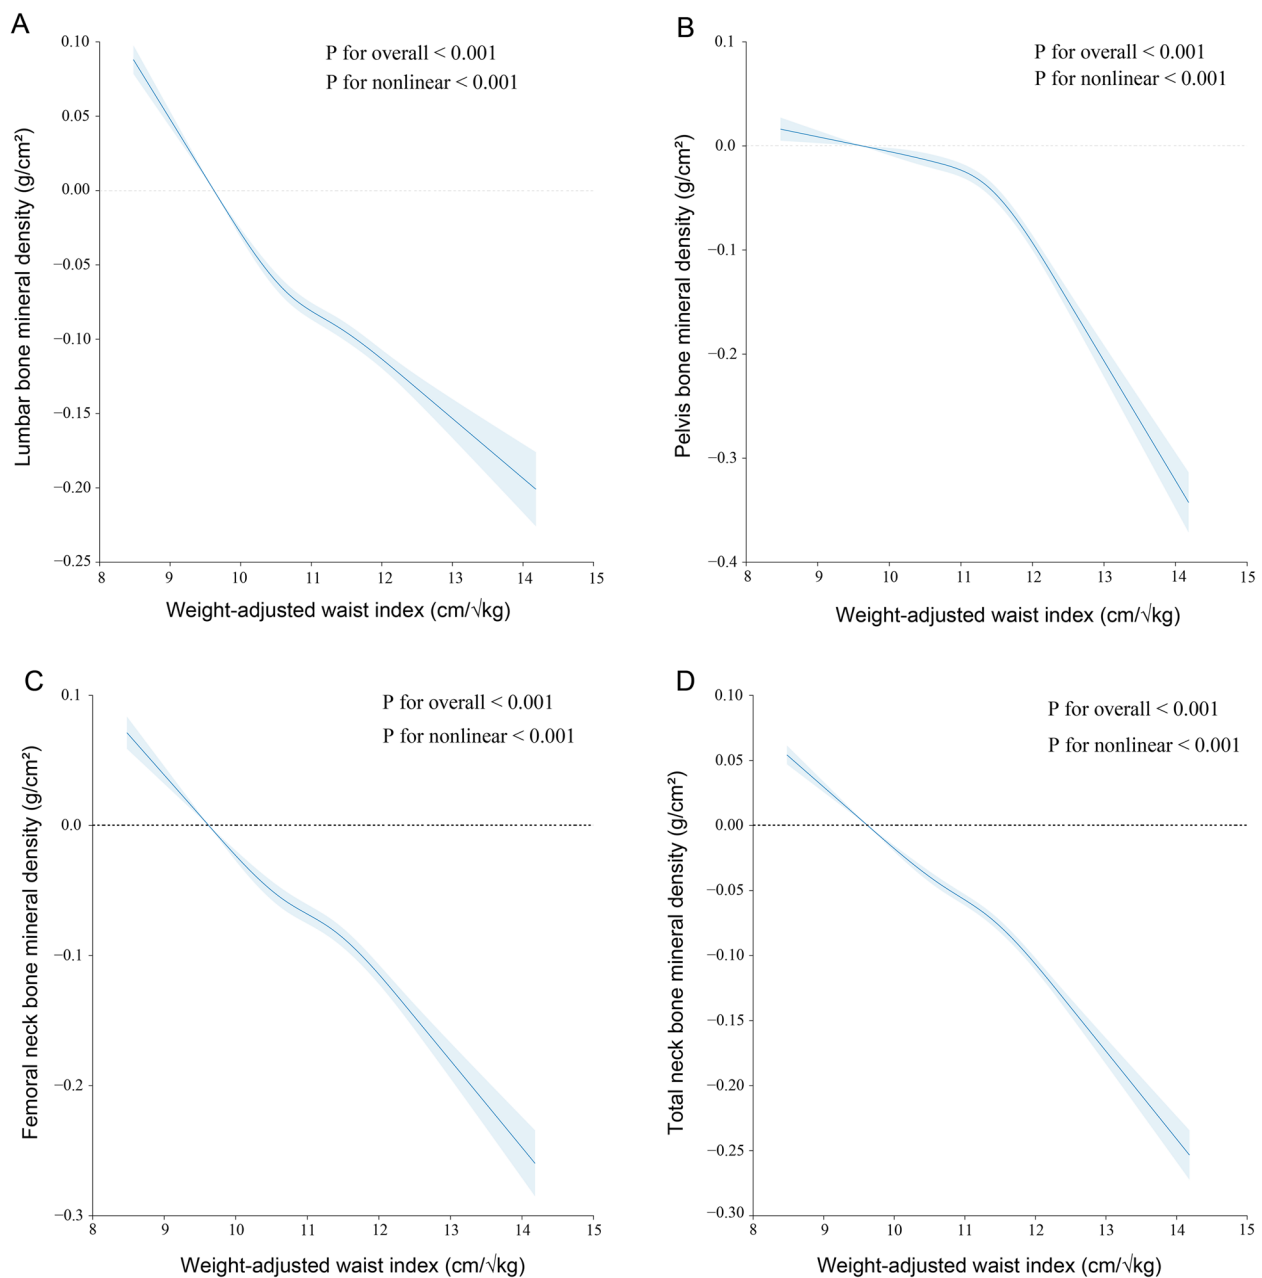 A
P for overall < 0.001
P for nonlinear < 0.001
Lumbar bone mineral density (g/cm²)
0.10
0.05
0.00
−0.05
−0.10
−0.15
−0.20
−0.25
8 9 10 11 12 13 14 15
Weight-adjusted waist index (cm/√kg)
B
P for overall < 0.001
P for nonlinear < 0.001
Pelvis bone mineral density (g/cm²)
0.1
0.0
−0.1
−0.2
−0.3
−0.4
8 9 10 11 12 13 14 15
Weight-adjusted waist index (cm/√kg)
C
P for overall < 0.001
P for nonlinear < 0.001
Femoral neck bone mineral density (g/cm²)
0.1
0.0
−0.1
−0.2
−0.3
8 9 10 11 12 13 14 15
Weight-adjusted waist index (cm/√kg)
D
P for overall < 0.001
P for nonlinear < 0.001
Total neck bone mineral density (g/cm²)
0.10
0.05
0.00
−0.05
−0.10
−0.15
−0.20
−0.25
−0.30
8 9 10 11 12 13 14 15
Weight-adjusted waist index (cm/√kg)